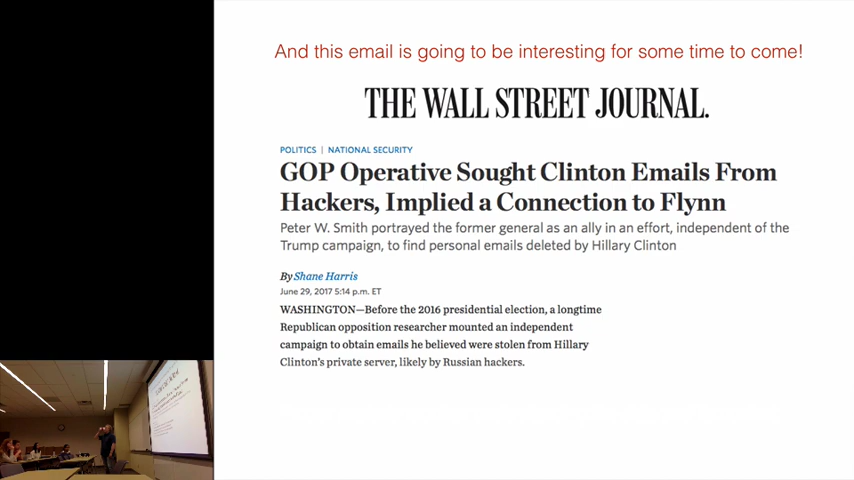 And this email is going to be interesting for some time to come!
THE WALL STREET JOURNAL.
POLITICS | NATIONAL SECURITY
GOP Operative Sought Clinton Emails From
Hackers, Implied a Connection to Flynn
Peter W. Smith portrayed the former general as an ally in an effort, independent of the
Trump campaign, to find personal emails deleted by Hillary Clinton
By Shane Harris
June 29, 2017 5:14 p.m. ET
WASHINGTON—Before the 2016 presidential election, a longtime
Republican opposition researcher mounted an independent
campaign to obtain emails he believed were stolen from Hillary
Clinton's private server, likely by Russian hackers.